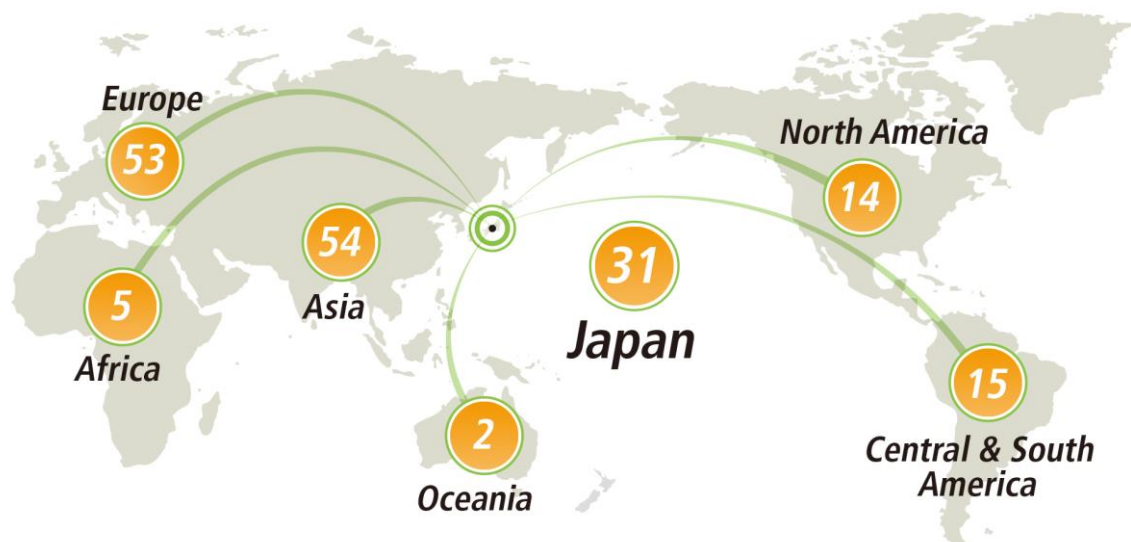 Europe
53
North America
14
54
Asia
31
Japan
5
Africa
15
Central & South
America
2
Oceania